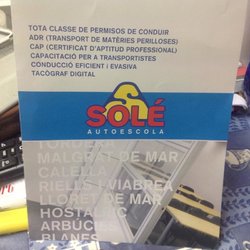 TOTA CLASSE DE PERMISOS DE CONDUIR
ADR (TRANSPORT DE MATÈRIES PERILLOSES)
CAP (CERTIFICAT D'APTITUD PROFESSIONAL)
CAPACITACIÓ PER A TRANSPORTISTES
CONDUCCIÓ EFICIENT I EVASIVA
TACÒGRAF DIGITAL
SOLÉ
AUTOESCOLA
TORDERA
MALGRAT DE MAR
CALELLA
RIELLS I VIABREA
LLORET DE MAR
HOSTALRIC
ARBÚCIES
BLANES